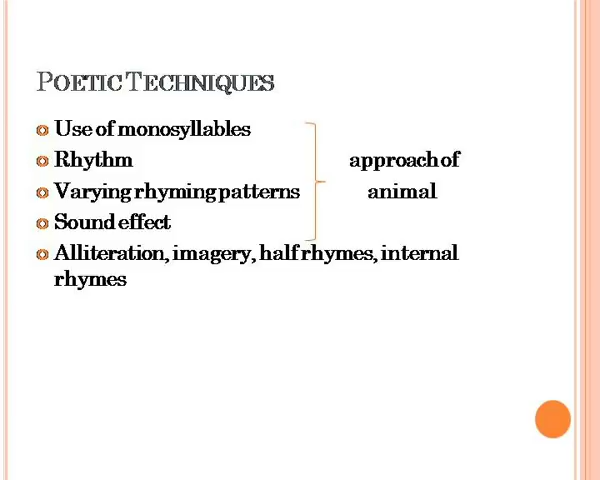 POETIC TECHNIQUES
Use of monosyllables
Rhythm approach of
Varying rhyming patterns animal
Sound effect
Alliteration, imagery, half rhymes, internal
rhymes